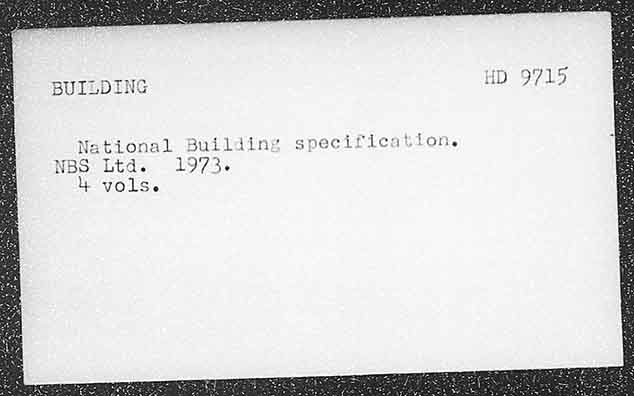 BUILDING HD 9715
National Building specification.
NBS Ltd. 1973.
4 vols.